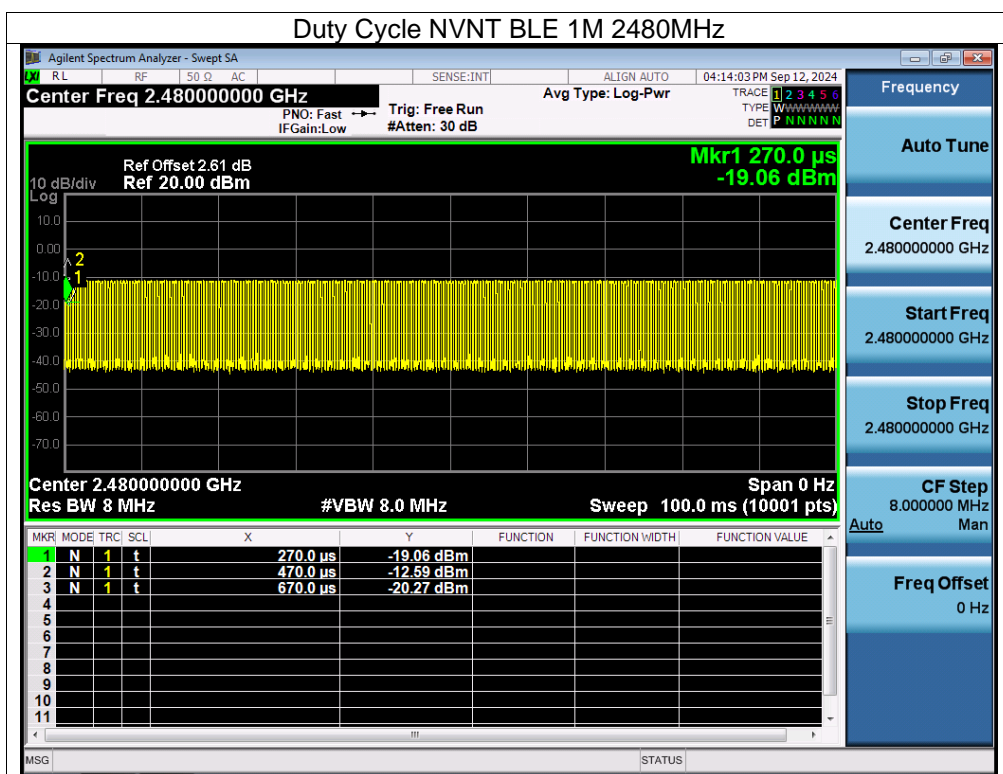 Duty Cycle NVNT BLE 1M 2480MHz
Agilent Spectrum Analyzer - Swept SA
LXI RL RF 50 Ω AC SENSE:INT ALIGN AUTO 04:14:03 PM Sep 12, 2024
Center Freq 2.480000000 GHz Avg Type: Log-Pwr TRACE 1 2 3 4 5 6
PNO: Fast Trig: Free Run TYPE WWWWWWW
IFGain:Low #Atten: 30 dB DET P N N N N N
Mkr1 270.0 µs
Ref Offset 2.61 dB
10 dB/div Ref 20.00 dBm -19.06 dBm
Log
10.0
0.00
2
-10.0
1
-20.0
-30.0
-40.0
-50.0
-60.0
-70.0
Center 2.480000000 GHz Span 0 Hz
Res BW 8 MHz #VBW 8.0 MHz Sweep 100.0 ms (10001 pts)
MKR MODE TRC SCL X Y FUNCTION FUNCTION WIDTH FUNCTION VALUE
1 N 1 t 270.0 µs -19.06 dBm
2 N 1 t 470.0 µs -12.59 dBm
3 N 1 t 670.0 µs -20.27 dBm
4
5
6
7
8
9
10
11
MSG STATUS
Frequency
Auto Tune
Center Freq
2.480000000 GHz
Start Freq
2.480000000 GHz
Stop Freq
2.480000000 GHz
CF Step
8.000000 MHz
Auto Man
Freq Offset
0 Hz